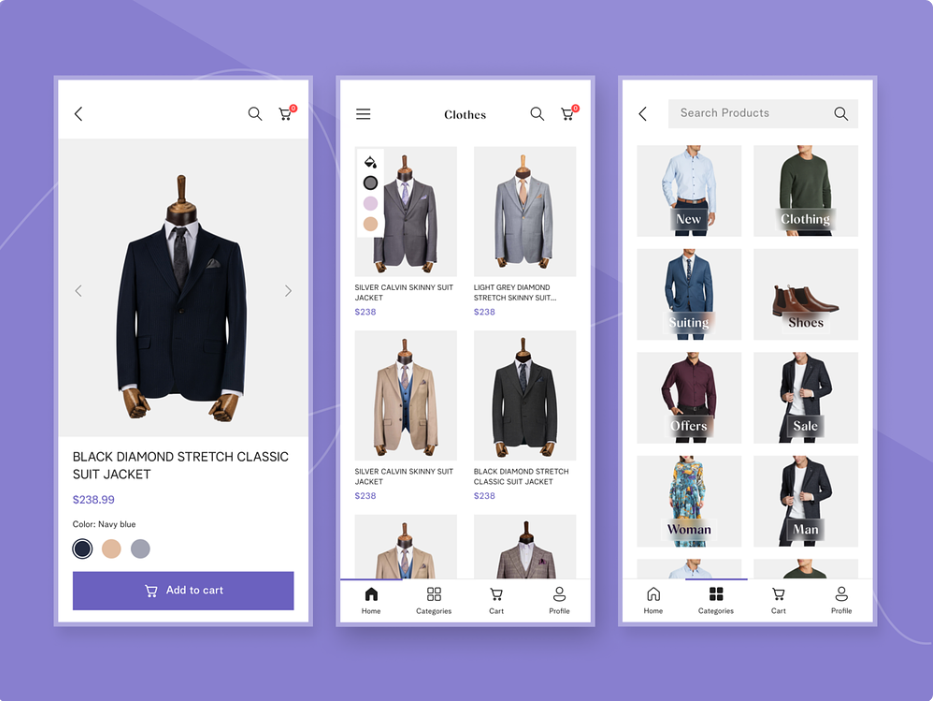 0
BLACK DIAMOND STRETCH CLASSIC
SUIT JACKET
$238.99
Color: Navy blue
Add to cart
Clothes
0
SILVER CALVIN SKINNY SUIT
JACKET
$238
LIGHT GREY DIAMOND
STRETCH SKINNY SUIT...
$238
SILVER CALVIN SKINNY SUIT
JACKET
$238
BLACK DIAMOND STRETCH
CLASSIC SUIT JACKET
$238
Home
Categories
Cart
Profile
Search Products
New
Clothing
Suiting
Shoes
Offers
Sale
Woman
Man
Home
Categories
Cart
Profile